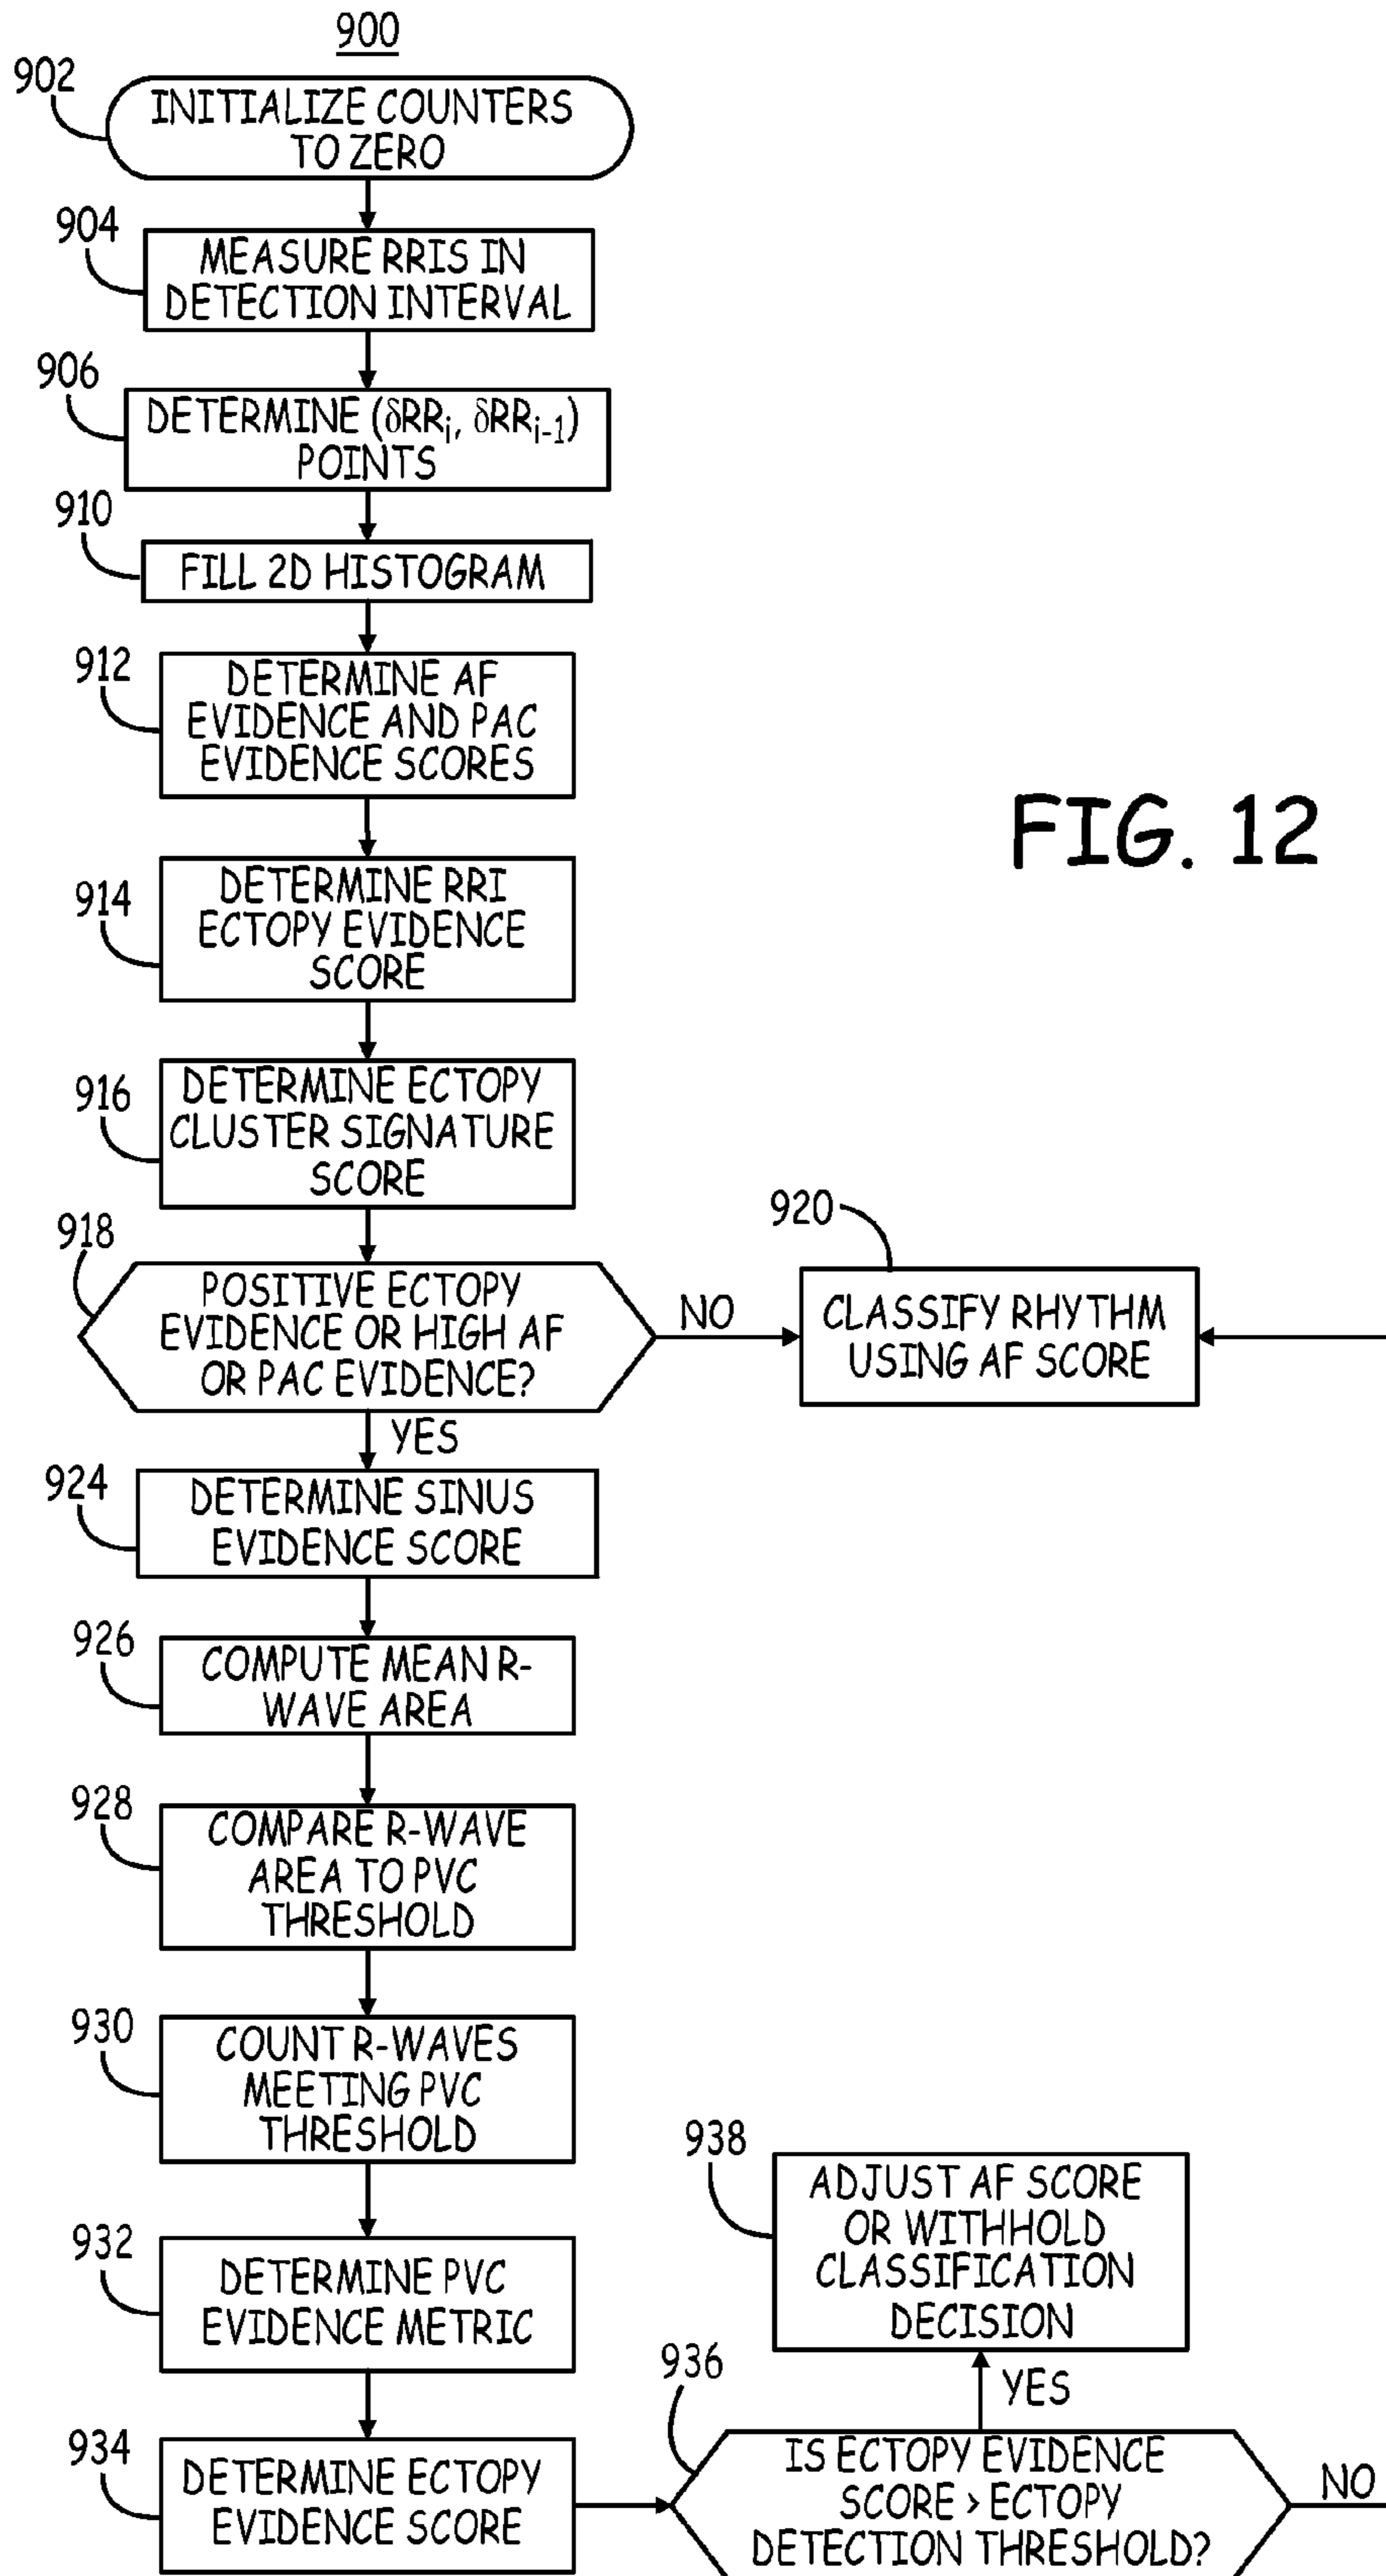 900
902
INITIALIZE COUNTERS
TO ZERO
904
MEASURE RRIS IN
DETECTION INTERVAL
906
DETERMINE (δRRi, δRRi-1)
POINTS
910
FILL 2D HISTOGRAM
912
DETERMINE AF
EVIDENCE AND PAC
EVIDENCE SCORES
FIG. 12
914
DETERMINE RRI
ECTOPY EVIDENCE
SCORE
916
DETERMINE ECTOPY
CLUSTER SIGNATURE
SCORE
918
POSITIVE ECTOPY
EVIDENCE OR HIGH AF
OR PAC EVIDENCE?
NO
920
CLASSIFY RHYTHM
USING AF SCORE
YES
924
DETERMINE SINUS
EVIDENCE SCORE
926
COMPUTE MEAN R-
WAVE AREA
928
COMPARE R-WAVE
AREA TO PVC
THRESHOLD
930
COUNT R-WAVES
MEETING PVC
THRESHOLD
932
DETERMINE PVC
EVIDENCE METRIC
934
DETERMINE ECTOPY
EVIDENCE SCORE
936
IS ECTOPY EVIDENCE
SCORE > ECTOPY
DETECTION THRESHOLD?
NO
YES
938
ADJUST AF SCORE
OR WITHHOLD
CLASSIFICATION
DECISION